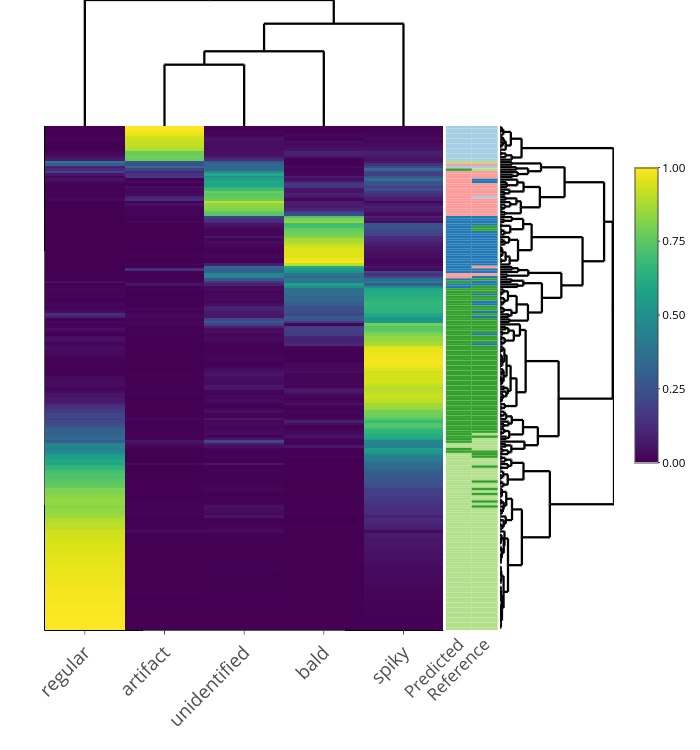 1.00
0.75
0.50
0.25
0.00
regular
artifact
unidentified
bald
spiky
Predicted
Reference